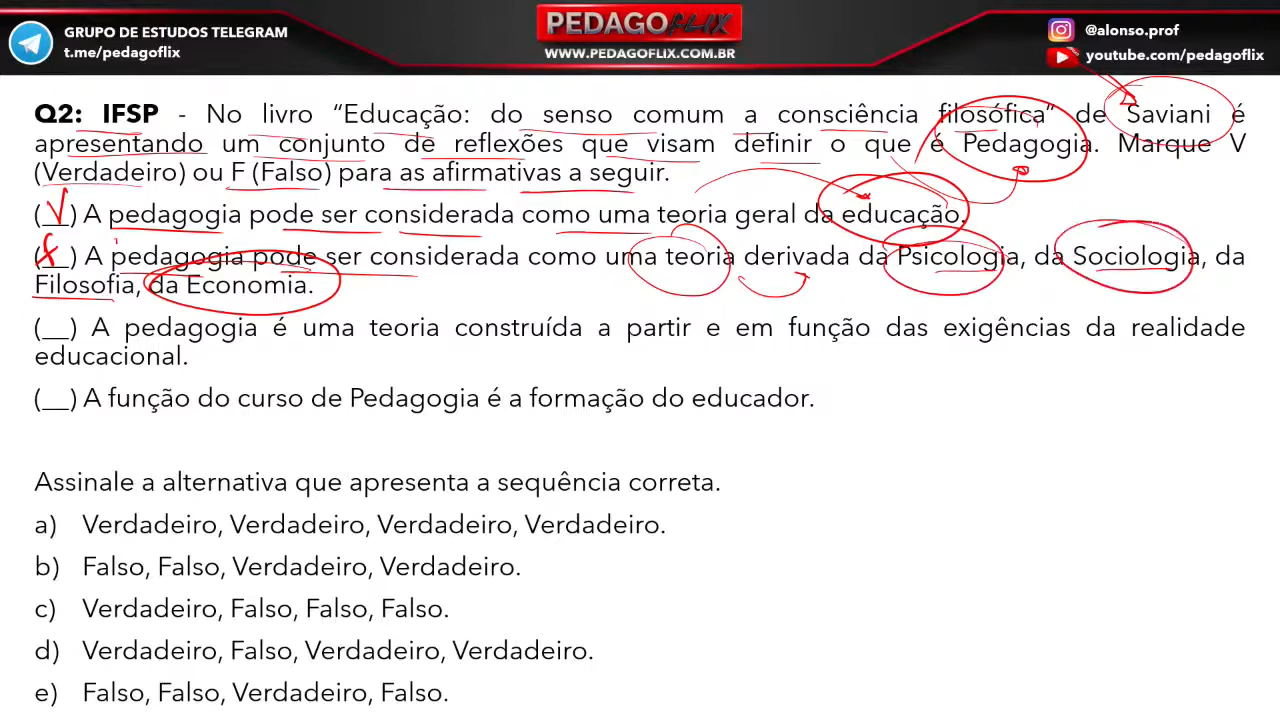 GRUPO DE ESTUDOS TELEGRAM
t.me/pedagoflix
PEDAGOFLIX
WWW.PEDAGOFLIX.COM.BR
@alonso.prof
youtube.com/pedagoflix
Q2: IFSP - No livro “Educação: do senso comum a consciência filosófica” de Saviani é
apresentando um conjunto de reflexões que visam definir o que é Pedagogia. Marque V
(Verdadeiro) ou F (Falso) para as afirmativas a seguir.
(V) A pedagogia pode ser considerada como uma teoria geral da educação.
(__) A pedagogia pode ser considerada como uma teoria derivada da Psicologia, da Sociologia, da
Filosofia, da Economia.
(__) A pedagogia é uma teoria construída a partir e em função das exigências da realidade
educacional.
(__) A função do curso de Pedagogia é a formação do educador.
Assinale a alternativa que apresenta a sequência correta.
a) Verdadeiro, Verdadeiro, Verdadeiro, Verdadeiro.
b) Falso, Falso, Verdadeiro, Verdadeiro.
c) Verdadeiro, Falso, Falso, Falso.
d) Verdadeiro, Falso, Verdadeiro, Verdadeiro.
e) Falso, Falso, Verdadeiro, Falso.